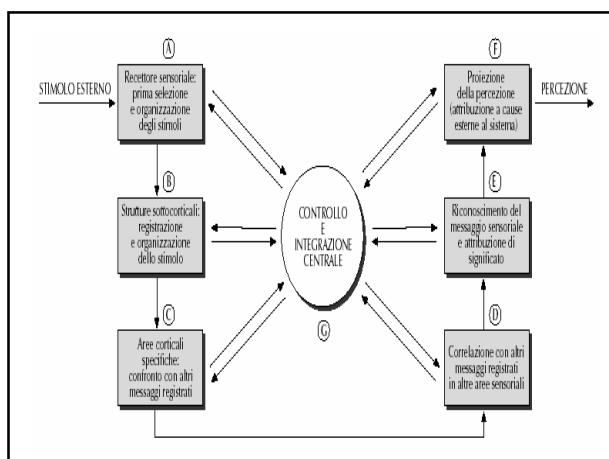 A
F
STIMOLO ESTERNO
Recettore sensoriale:
prima selezione
e organizzazione
degli stimoli
Proiezione
della percezione
(attribuzione a cause
esterne al sistema)
PERCEZIONE
B
E
Strutture sottocorticali:
registrazione
e organizzazione
dello stimolo
CONTROLLO
E
INTEGRAZIONE
CENTRALE
Riconoscimento del
messaggio sensoriale
e attribuzione di
significato
C
G
D
Aree corticali
specifiche:
confronto con altri
messaggi registrati
Correlazione con altri
messaggi registrati
in altre aree sensoriali